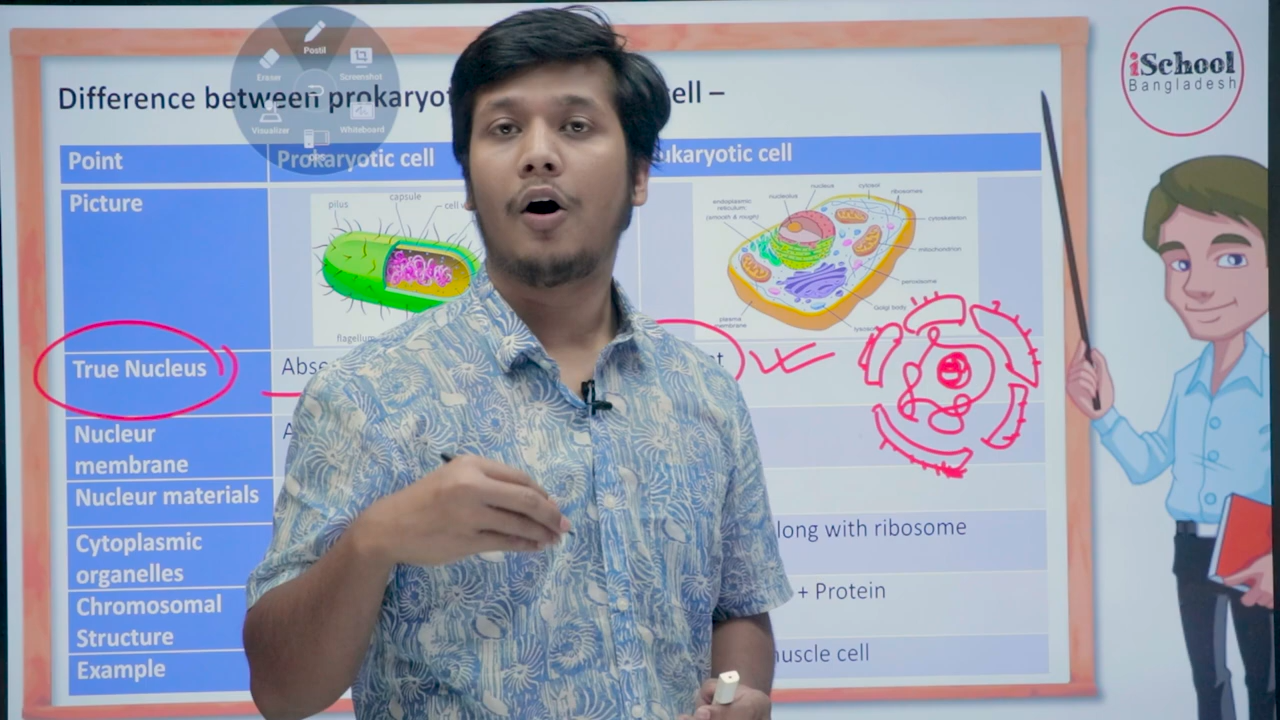 Postil
Eraser
Screenshot
Visualizer
Whiteboard
iSchool
Bangladesh
Difference between prokaryot ell –
Point Prokaryotic cell ukaryotic cell
Picture
pilus capsule cell
flagellum
nucleus cytosol
nucleolus ribosomes
endoplasmic
reticulum
(smooth & rough)
cytoskeleton
mitochondrion
peroxisome
Golgi body
plasma
membrane
True Nucleus Abse nt
Nucleur
membrane
A
Nucleur materials
Cytoplasmic
organelles
long with ribosome
Chromosomal
Structure
+ Protein
Example muscle cell